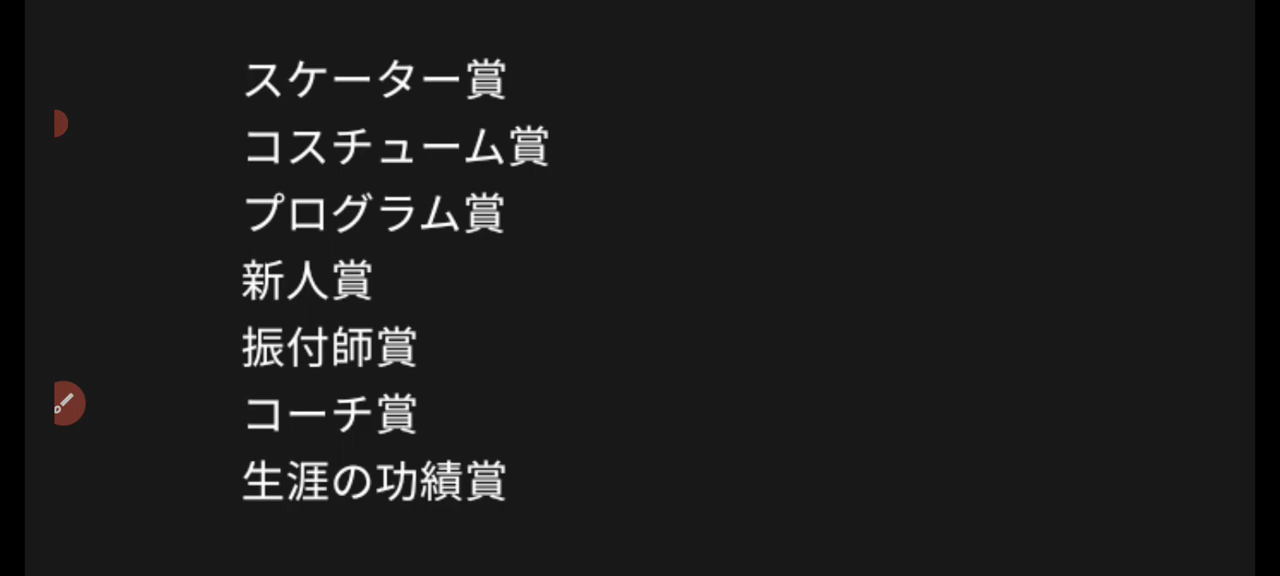 スケーター賞
コスチューム賞
プログラム賞
新人賞
振付師賞
コーチ賞
生涯の功績賞